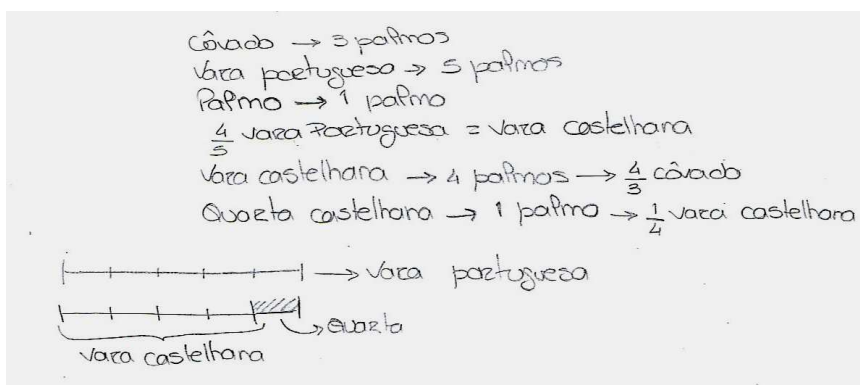 Côvado → 3 palmos
Vara portuguesa → 5 palmos
Palmo → 1 palmo
4/5 vara Portuguesa = vara castelhana
Vara castelhana → 4 palmos → 4/3 côvado
Quarta castelhana → 1 palmo → 1/4 vara castelhana
→ vara portuguesa
→ Quarta
vara castelhana